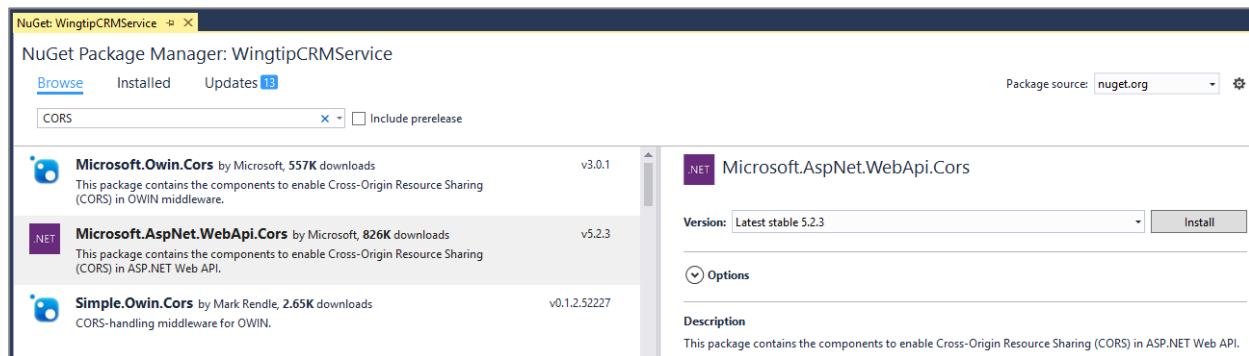 NuGet: WingtipCRMService
NuGet Package Manager: WingtipCRMService
Browse Installed Updates 13
Package source: nuget.org
CORS
Include prerelease
Microsoft.Owin.Cors by Microsoft, 557K downloads v3.0.1
This package contains the components to enable Cross-Origin Resource Sharing
(CORS) in OWIN middleware.
.NET
Microsoft.AspNet.WebApi.Cors by Microsoft, 826K downloads v5.2.3
This package contains the components to enable Cross-Origin Resource Sharing
(CORS) in ASP.NET Web API.
Simple.Owin.Cors by Mark Rendle, 2.65K downloads v0.1.2.52227
CORS-handling middleware for OWIN.
.NET Microsoft.AspNet.WebApi.Cors
Version: Latest stable 5.2.3 Install
Options
Description
This package contains the components to enable Cross-Origin Resource Sharing (CORS) in ASP.NET Web API.